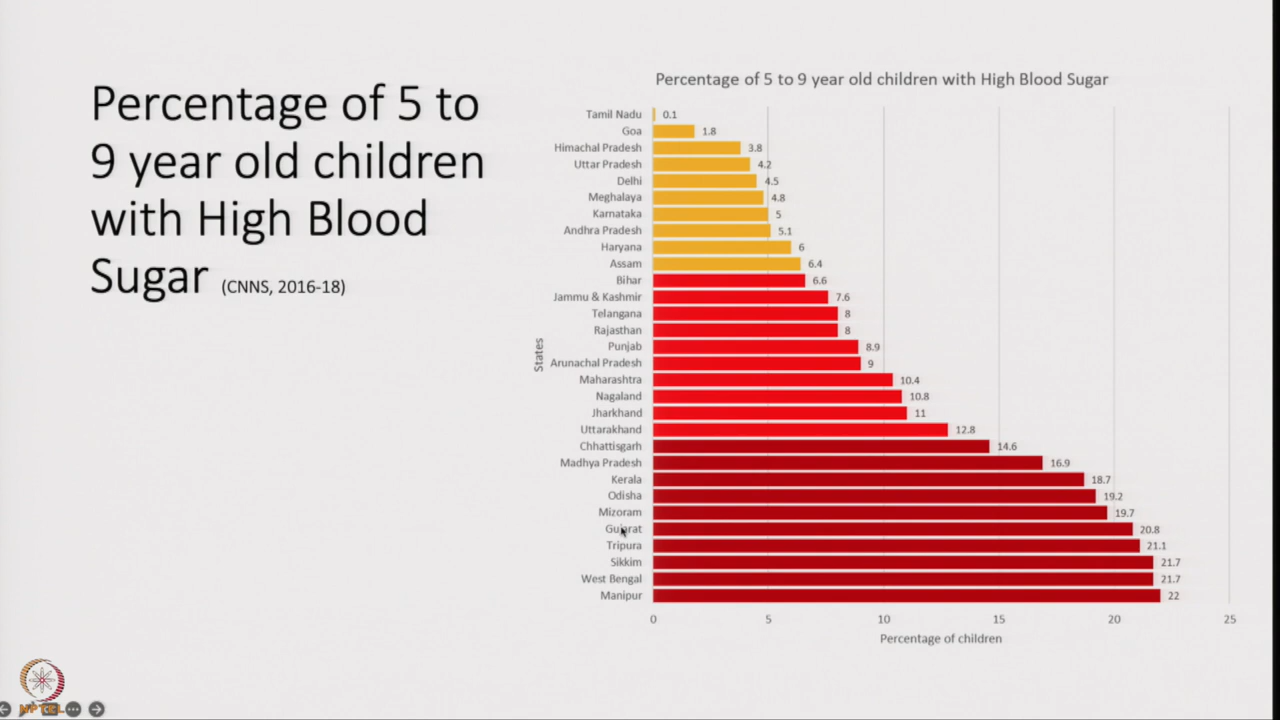 Percentage of 5 to
9 year old children
with High Blood
Sugar (CNNS, 2016-18)
Percentage of 5 to 9 year old children with High Blood Sugar
States
Tamil Nadu 0.1
Goa 1.8
Himachal Pradesh 3.8
Uttar Pradesh 4.2
Delhi 4.5
Meghalaya 4.8
Karnataka 5
Andhra Pradesh 5.1
Haryana 6
Assam 6.4
Bihar 6.6
Jammu & Kashmir 7.6
Telangana 8
Rajasthan 8
Punjab 8.9
Arunachal Pradesh 9
Maharashtra 10.4
Nagaland 10.8
Jharkhand 11
Uttarakhand 12.8
Chhattisgarh 14.6
Madhya Pradesh 16.9
Kerala 18.7
Odisha 19.2
Mizoram 19.7
Gujarat 20.8
Tripura 21.1
Sikkim 21.7
West Bengal 21.7
Manipur 22
0 5 10 15 20 25
Percentage of children
NPTEL